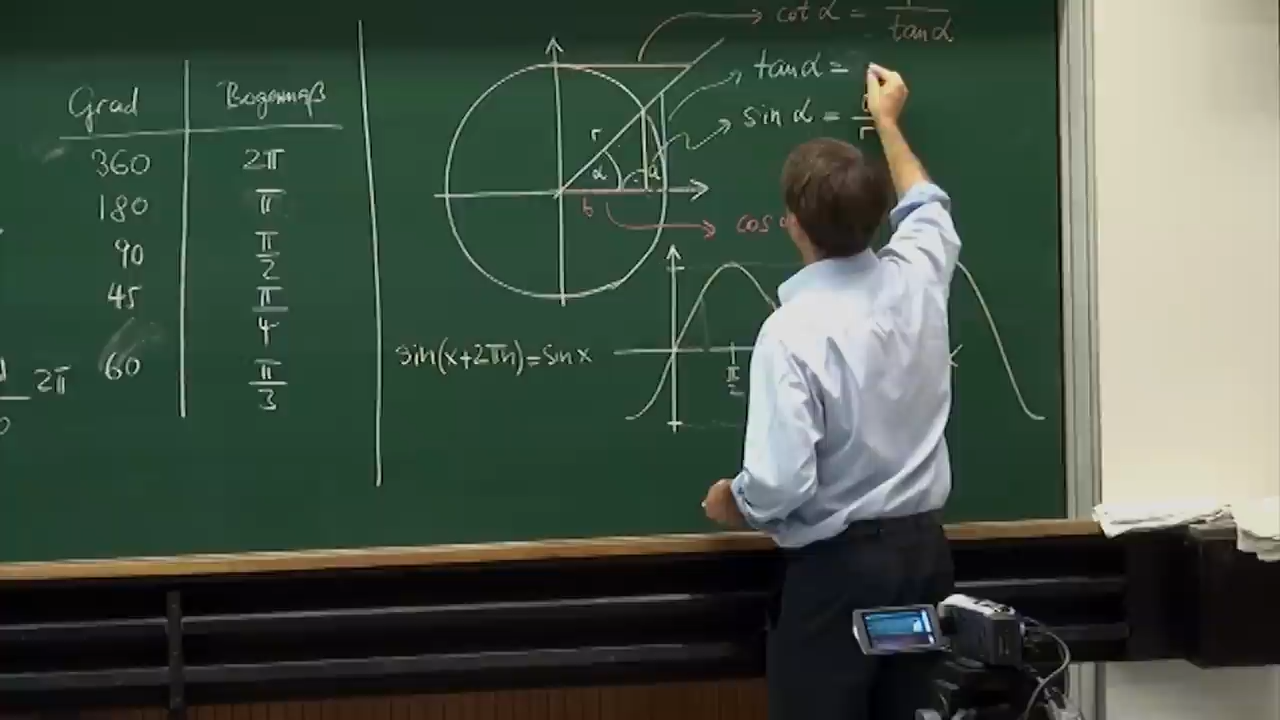 Grad Bogenmaß
360 2π
180 π
90 π/2
45 π/4
60 π/3
2π
cot α = 1/tan α
tan α =
sin α = a/r
r
α
a
b
cos α
sin(x+2πn)=sin x
π/2
x